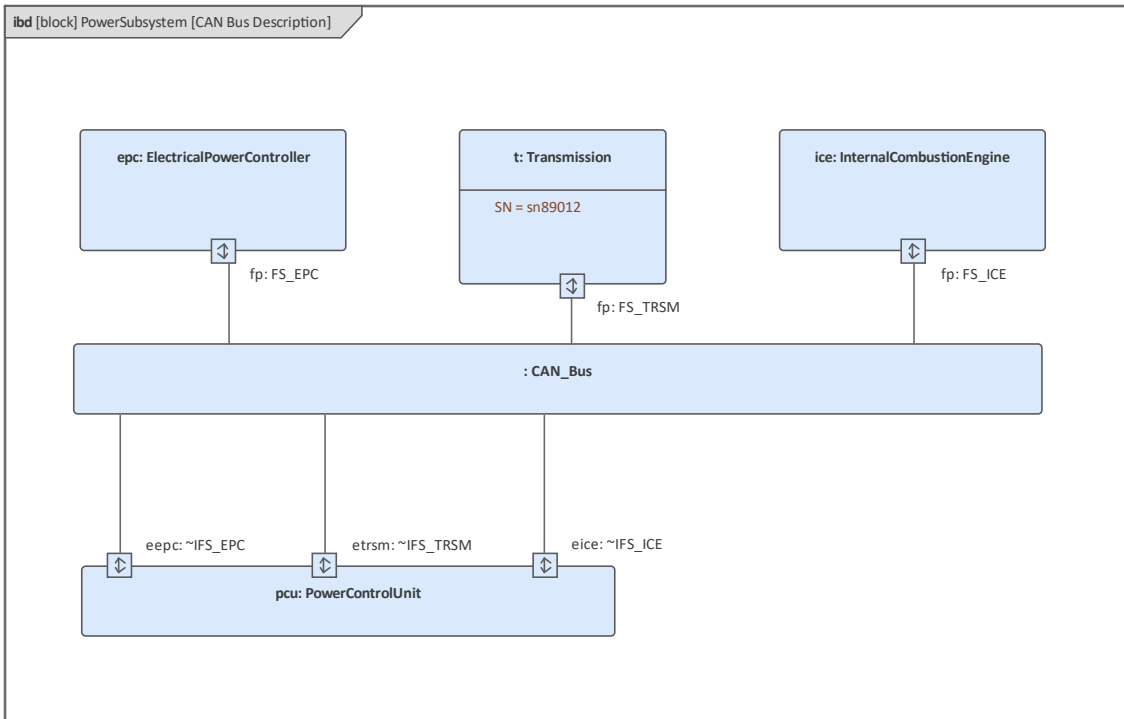 ibd [block] PowerSubsystem [CAN Bus Description]
epc: ElectricalPowerController
t: Transmission
ice: InternalCombustionEngine
SN = sn89012
fp: FS_EPC
fp: FS_TRSM
fp: FS_ICE
: CAN_Bus
eepc: ~IFS_EPC
etrsm: ~IFS_TRSM
eice: ~IFS_ICE
pcu: PowerControlUnit